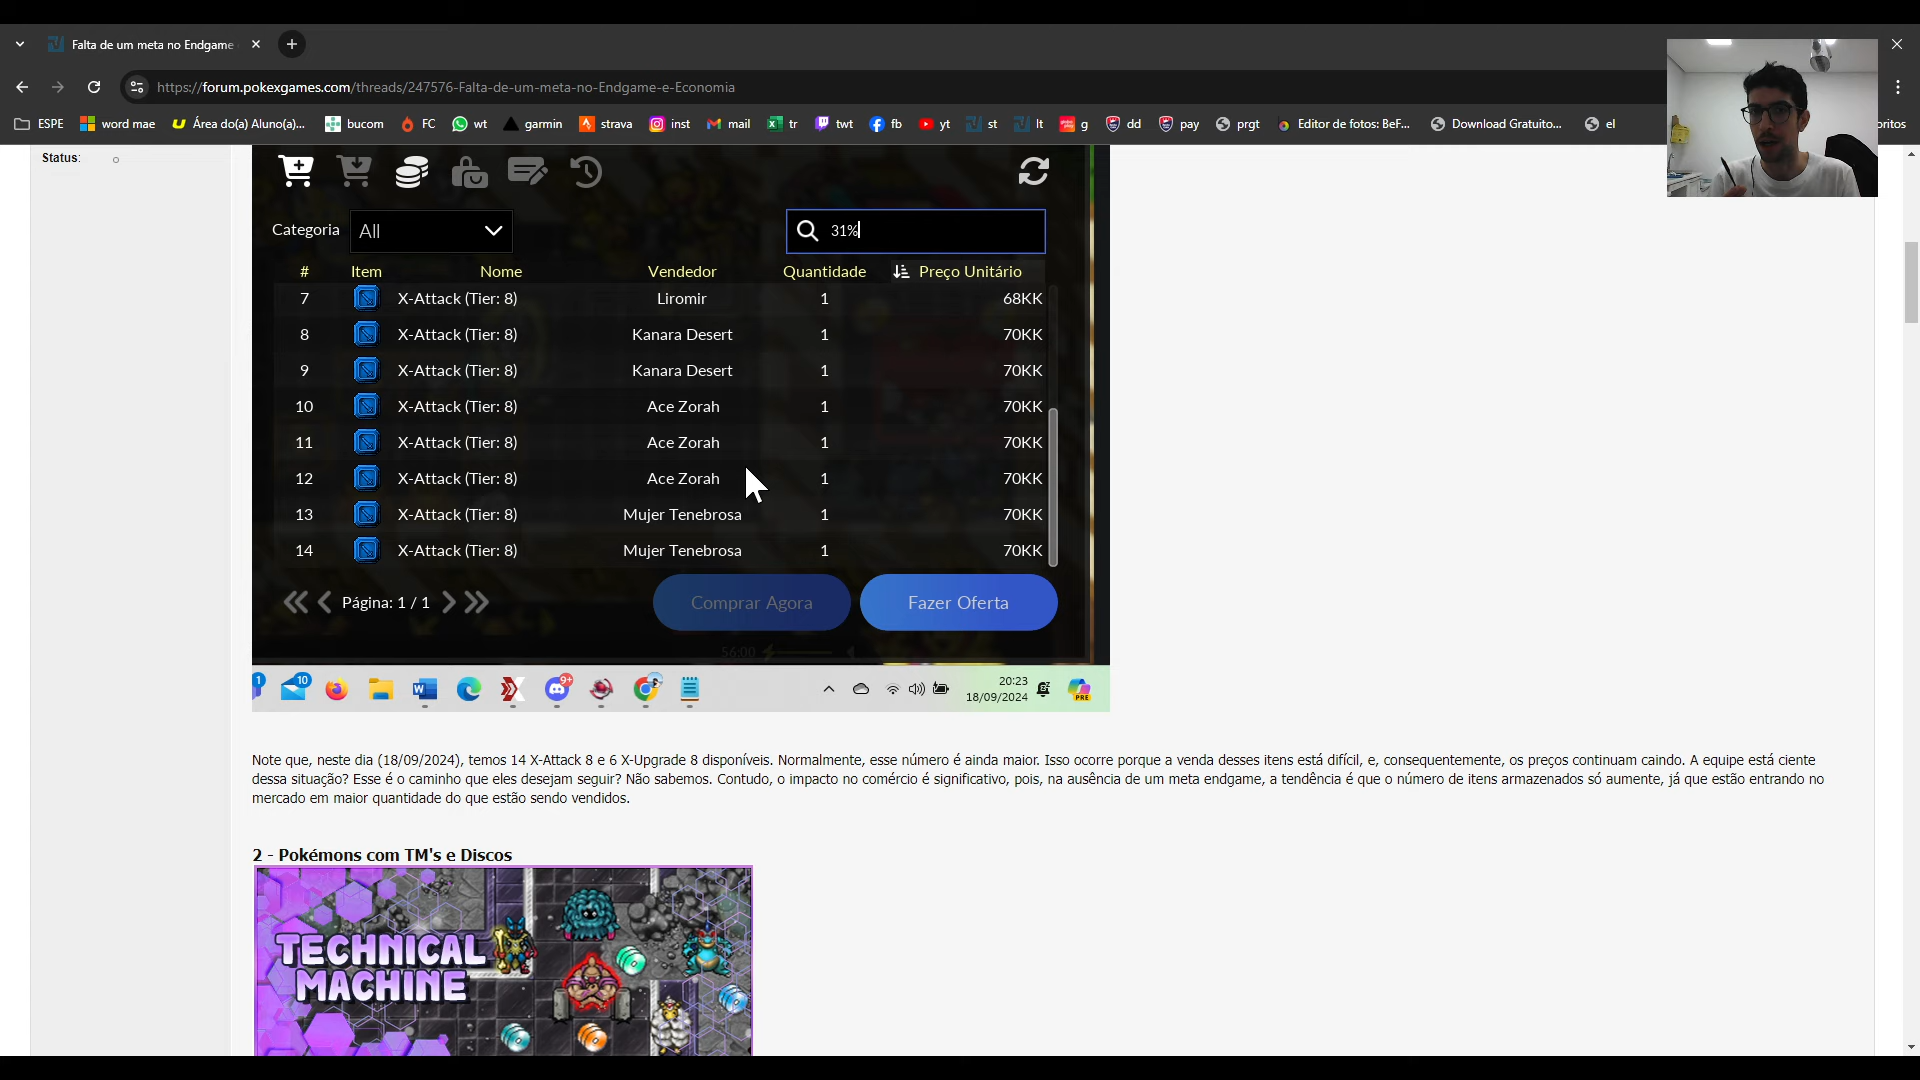 Falta de um meta no Endgame
https://forum.pokexgames.com/threads/247576-Falta-de-um-meta-no-Endgame-e-Economia
ESPE word mae Área do(a) Aluno(a)... bucom FC wt garmin strava inst mail tr twt fb yt st lt g dd pay prgt Editor de fotos: BeF... Download Gratuito... el oritos
Status:
Categoria All 31%
# Item Nome Vendedor Quantidade Preço Unitário
7 X-Attack (Tier: 8) Liromir 1 68KK
8 X-Attack (Tier: 8) Kanara Desert 1 70KK
9 X-Attack (Tier: 8) Kanara Desert 1 70KK
10 X-Attack (Tier: 8) Ace Zorah 1 70KK
11 X-Attack (Tier: 8) Ace Zorah 1 70KK
12 X-Attack (Tier: 8) Ace Zorah 1 70KK
13 X-Attack (Tier: 8) Mujer Tenebrosa 1 70KK
14 X-Attack (Tier: 8) Mujer Tenebrosa 1 70KK
Página: 1 / 1 Comprar Agora Fazer Oferta
56:00
1 10 9+ 20:23
18/09/2024 PRE
Note que, neste dia (18/09/2024), temos 14 X-Attack 8 e 6 X-Upgrade 8 disponíveis. Normalmente, esse número é ainda maior. Isso ocorre porque a venda desses itens está difícil, e, consequentemente, os preços continuam caindo. A equipe está ciente
dessa situação? Esse é o caminho que eles desejam seguir? Não sabemos. Contudo, o impacto no comércio é significativo, pois, na ausência de um meta endgame, a tendência é que o número de itens armazenados só aumente, já que estão entrando no
mercado em maior quantidade do que estão sendo vendidos.
2 - Pokémons com TM's e Discos
TECHNICAL
MACHINE